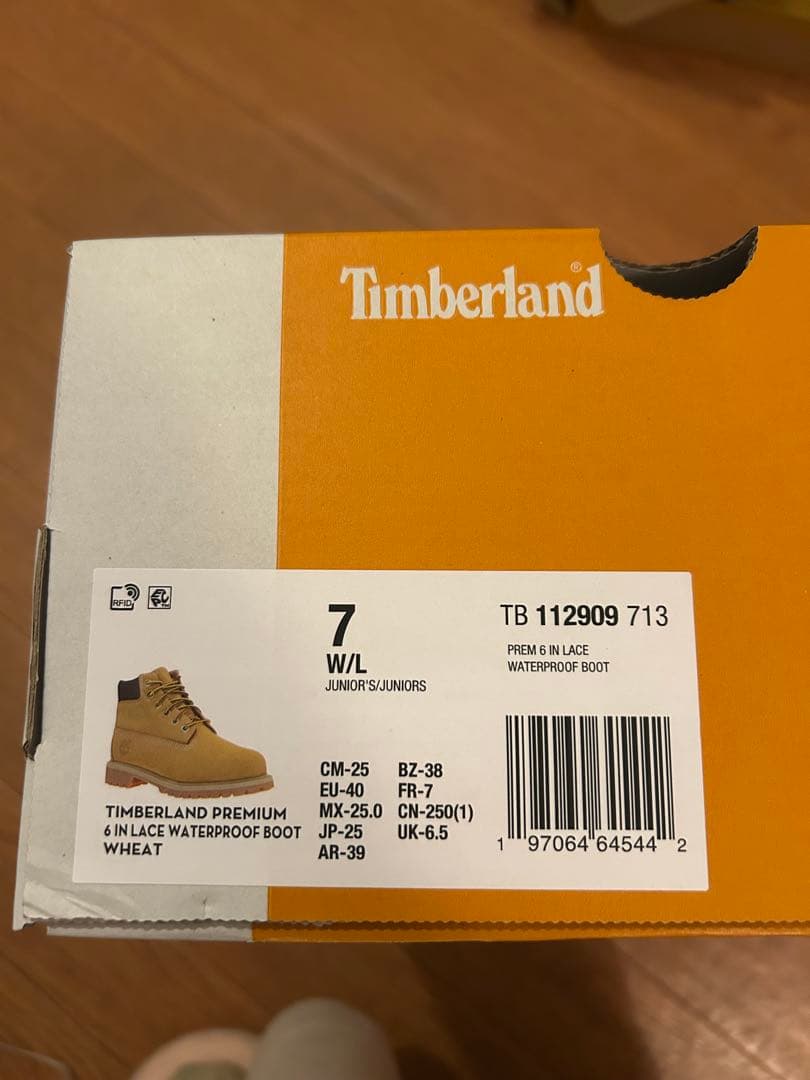 Timberland®
RFID
7
W/L
JUNIOR'S/JUNIORS
TB 112909 713
PREM 6 IN LACE
WATERPROOF BOOT
TIMBERLAND PREMIUM
6 IN LACE WATERPROOF BOOT
WHEAT
CM-25 BZ-38
EU-40 FR-7
MX-25.0 CN-250(1)
JP-25 UK-6.5
AR-39
1 97064 64544 2